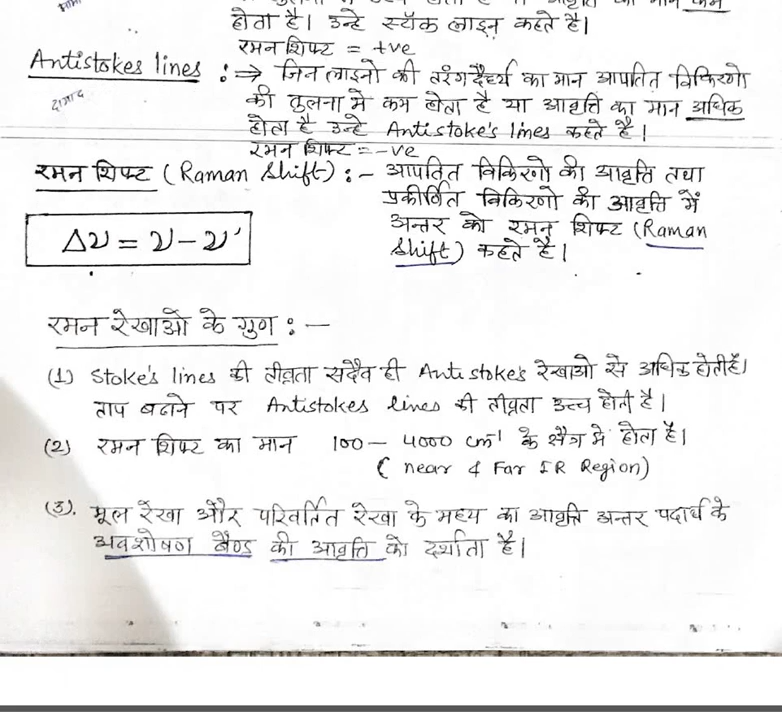 होता है। उन्हे स्टॉक लाइन कहते है।
रमन शिफ्ट = +ve
Antistokes lines :⇒ जिन लाइनो की तरंगदैर्ध्य का मान आपतित विकिरणो
की तुलना मे कम होता है या आवृत्ति का मान अधिक
होता है उन्हे Antistoke's lines कहते है।
रमन शिफ्ट = -ve
रमन शिफ्ट (Raman Shift) :- आपतित विकिरणो की आवृति तथा
प्रकीर्णित विकिरणो की आवृति में
अन्तर को रमन शिफ्ट (Raman
Shift) कहते है।
Δν = ν - ν'
रमन रेखाओ के गुण : -
(1) Stoke's lines की तीव्रता सदैव ही Antistokes रेखाओ से अधिक होती है।
ताप बढाने पर Antistokes lines की तीव्रता उच्च होती है।
(2) रमन शिफ्ट का मान 100 - 4000 cm⁻¹ के क्षेत्र मे होता है।
( near & Far IR Region)
(3). मूल रेखा और परिवर्तित रेखा के मध्य का आवृति अन्तर पदार्थ के
अवशोषण बैण्ड की आवृति को दर्शाता है।